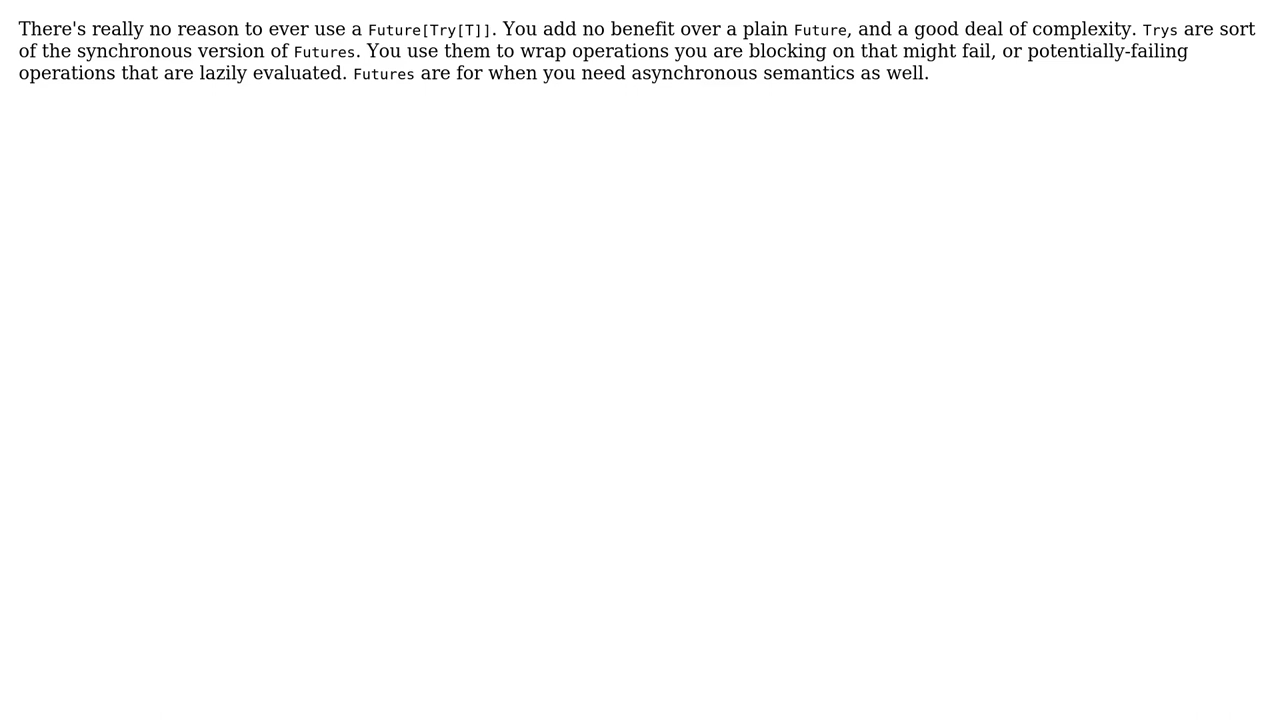 There's really no reason to ever use a Future[Try[T]]. You add no benefit over a plain Future, and a good deal of complexity. Trys are sort
of the synchronous version of Futures. You use them to wrap operations you are blocking on that might fail, or potentially-failing
operations that are lazily evaluated. Futures are for when you need asynchronous semantics as well.